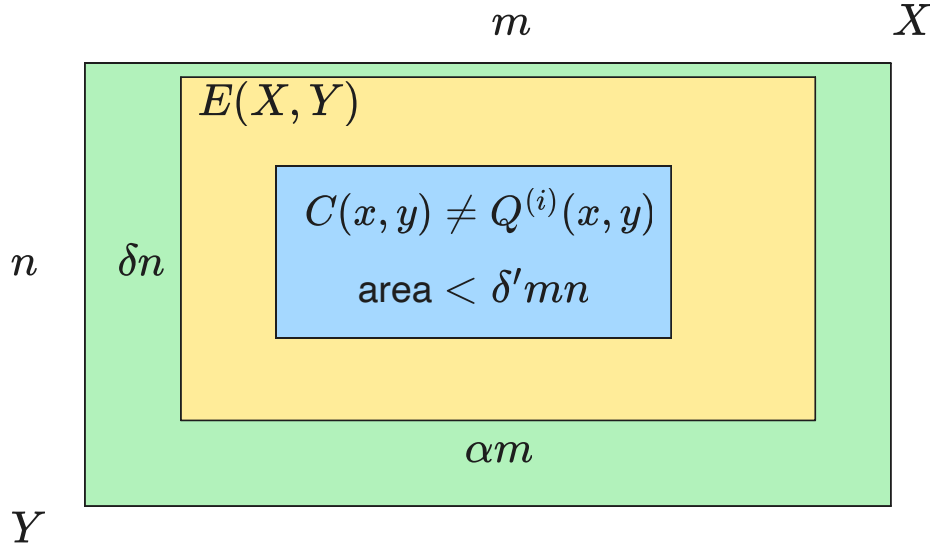 m
X
E(X, Y)
C(x, y) ≠ Q^{(i)}(x, y)
n
δn
area < δ′mn
αm
Y